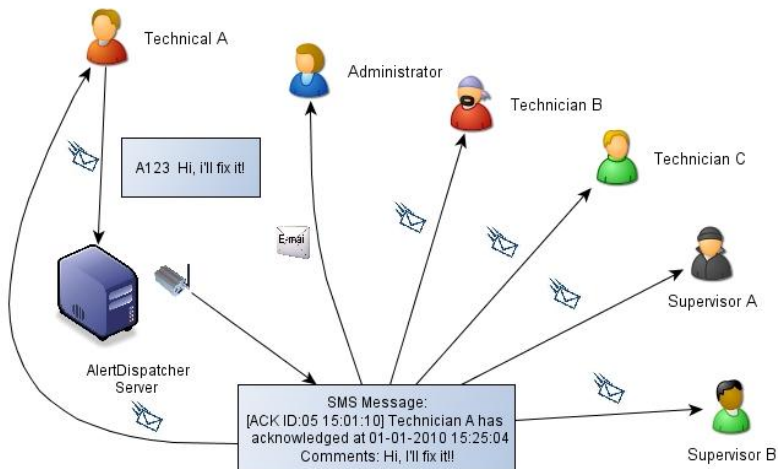 Technical A
Administrator
Technician B
A123 Hi, i'll fix it!
Technician C
E-mai
Supervisor A
AlertDispatcher
Server
SMS Message:
[ACK ID:05 15:01:10] Technician A has
acknowledged at 01-01-2010 15:25:04
Comments: Hi, I'll fix it!!
Supervisor B